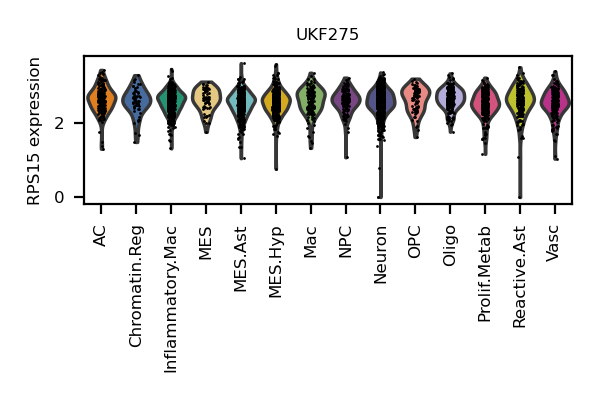 UKF275
RPS15 expression
2
0
AC
Chromatin.Reg
Inflammatory.Mac
MES
MES.Ast
MES.Hyp
Mac
NPC
Neuron
OPC
Oligo
Prolif.Metab
Reactive.Ast
Vasc